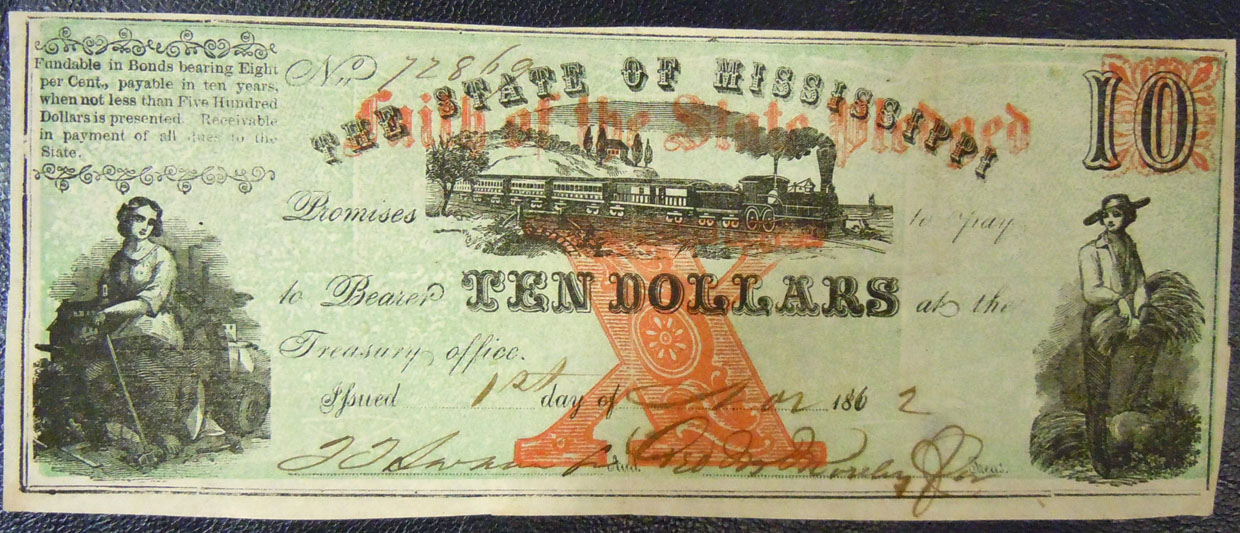 Fundable in Bonds bearing Eight
per Cent., payable in ten years,
when not less than Five Hundred
Dollars is presented. Receivable
in payment of all dues to the
State.
No. 72869
THE STATE OF MISSISSIPPI
Faith of the State Pledged
10
Promises to pay
to Bearer TEN DOLLARS at the
Treasury office.
X
Issued 1st day of Nov 1862
Aud.